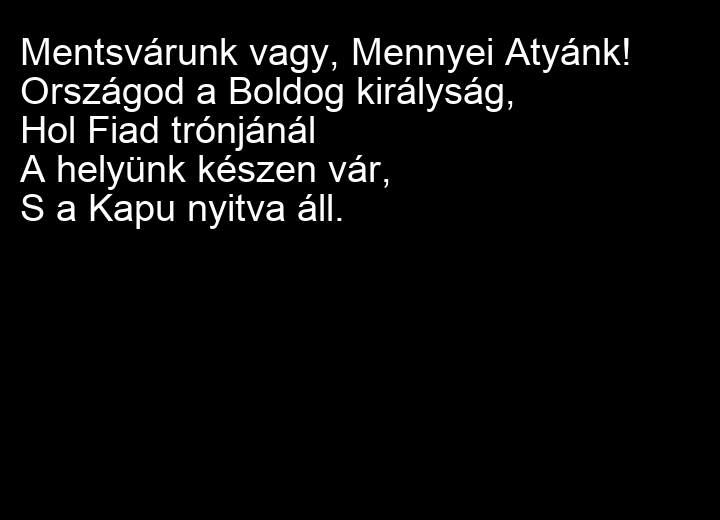 Mentsvárunk vagy, Mennyei Atyánk!
Országod a Boldog királyság,
Hol Fiad trónjánál
A helyünk készen vár,
S a Kapu nyitva áll.